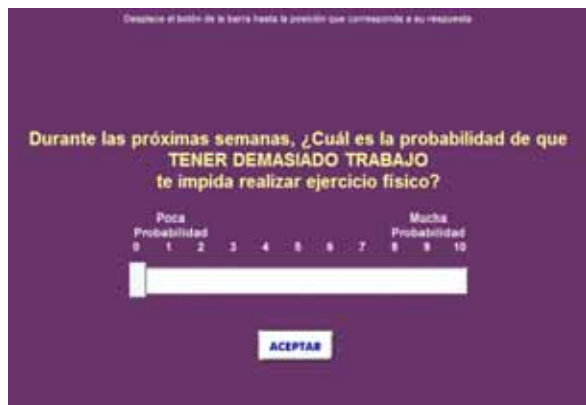 Desplace el botón de la barra hasta la posición que corresponda a su respuesta
Durante las próximas semanas, ¿Cuál es la probabilidad de que
TENER DEMASIADO TRABAJO
te impida realizar ejercicio físico?
Poca Mucha
Probabilidad Probabilidad
0 1 2 3 4 5 6 7 8 9 10
ACEPTAR